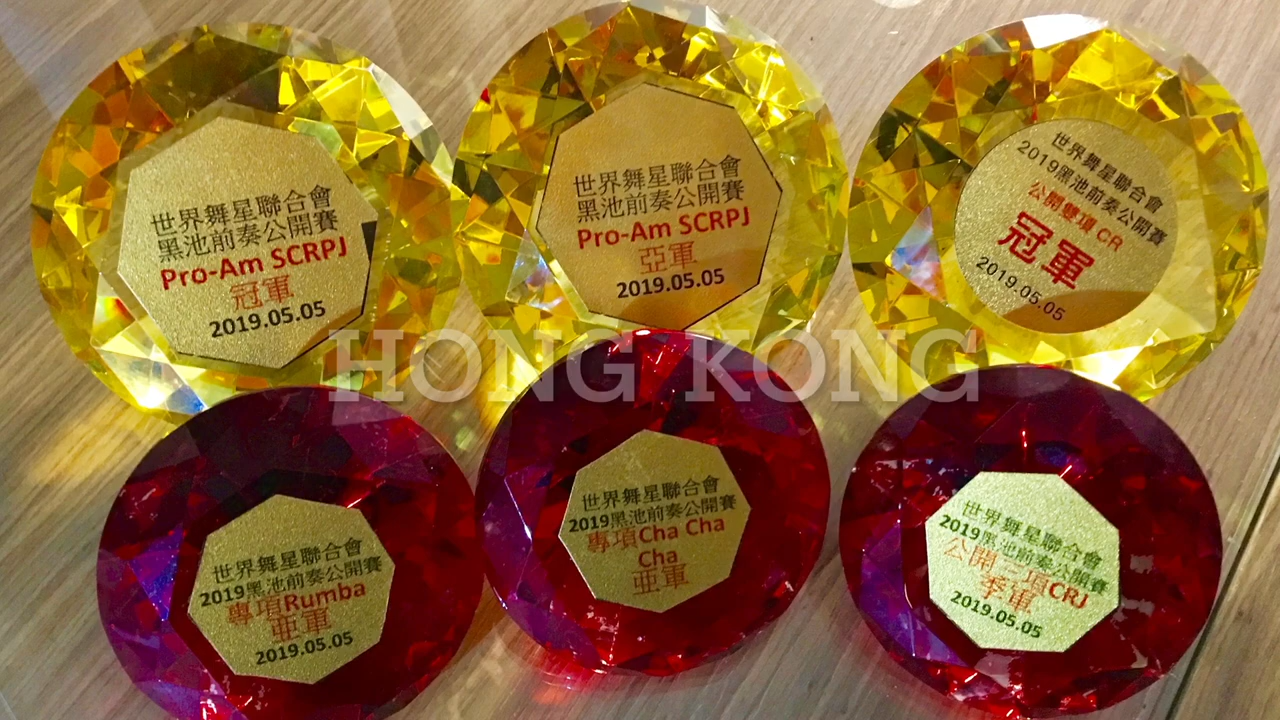 世界舞星聯合會
黑池前奏公開賽
Pro-Am SCRPJ
冠軍
2019.05.05
世界舞星聯合會
黑池前奏公開賽
Pro-Am SCRPJ
亞軍
2019.05.05
世界舞星聯合會
2019黑池前奏公開賽
公開雙項 CR
冠軍
2019.05.05
HONG KONG
世界舞星聯合會
2019黑池前奏公開賽
專項Rumba
亞軍
2019.05.05
世界舞星聯合會
2019黑池前奏公開賽
專項Cha Cha
Cha
亞軍
世界舞星聯合會
2019黑池前奏公開賽
公開三項CRJ
季軍
2019.05.05